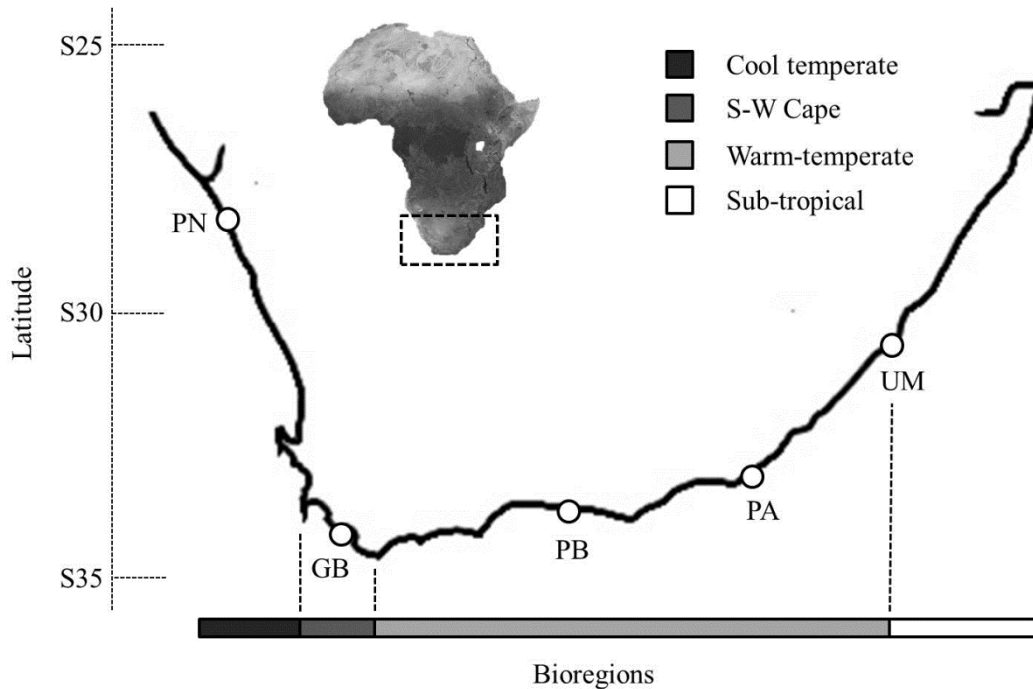 S25
Cool temperate
S-W Cape
Warm-temperate
Sub-tropical
PN
Latitude
S30
UM
PA
PB
GB
S35
Bioregions